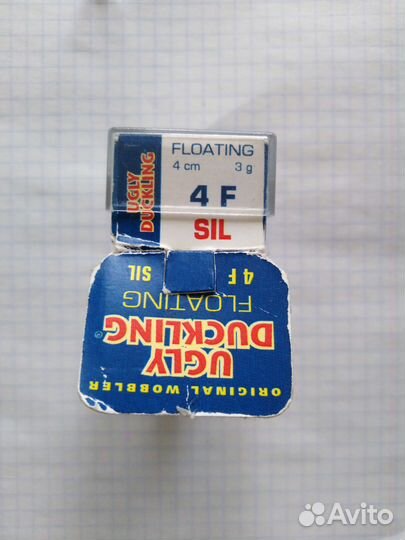 FLOATING
4 cm 3 g
UGLY
DUCKLING
4 F
SIL
4 F SIL
FLOATING
UGLY
DUCKLING®
ORIGINAL WOBBLER
Avito